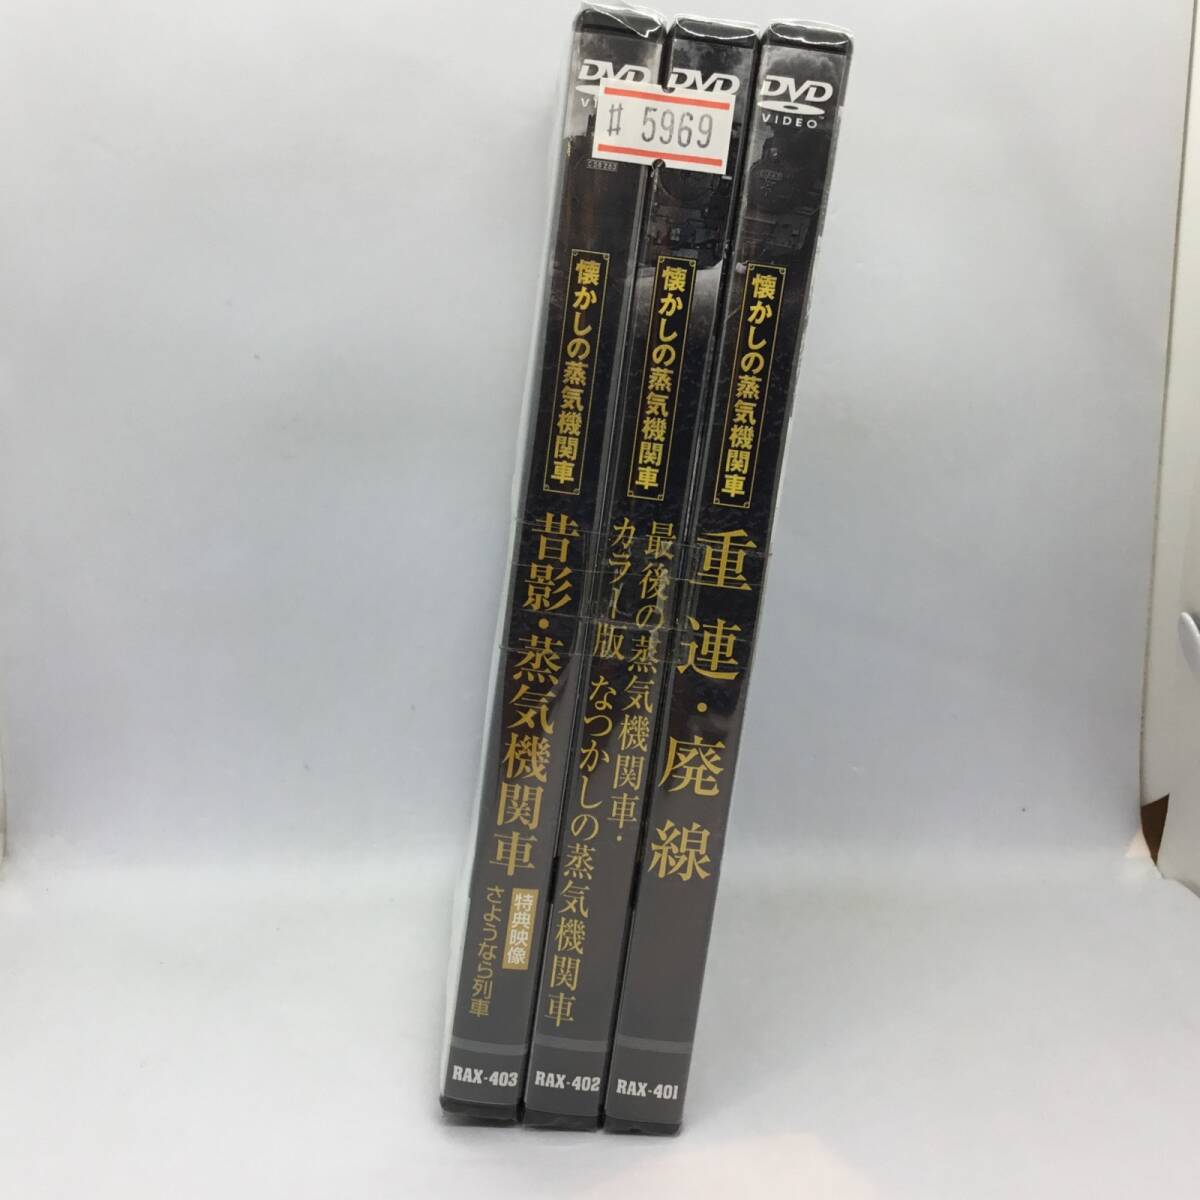 DVD
VIDEO
C58 263
懐かしの蒸気機関車
昔影・蒸気機関車
特典映像
さようなら列車
RAX-403
DVD
# 5969
懐かしの蒸気機関車
最後の蒸気機関車・
カラー版 なつかしの蒸気機関車
RAX-402
DVD
VIDEO
懐かしの蒸気機関車
重連・廃線
RAX-401